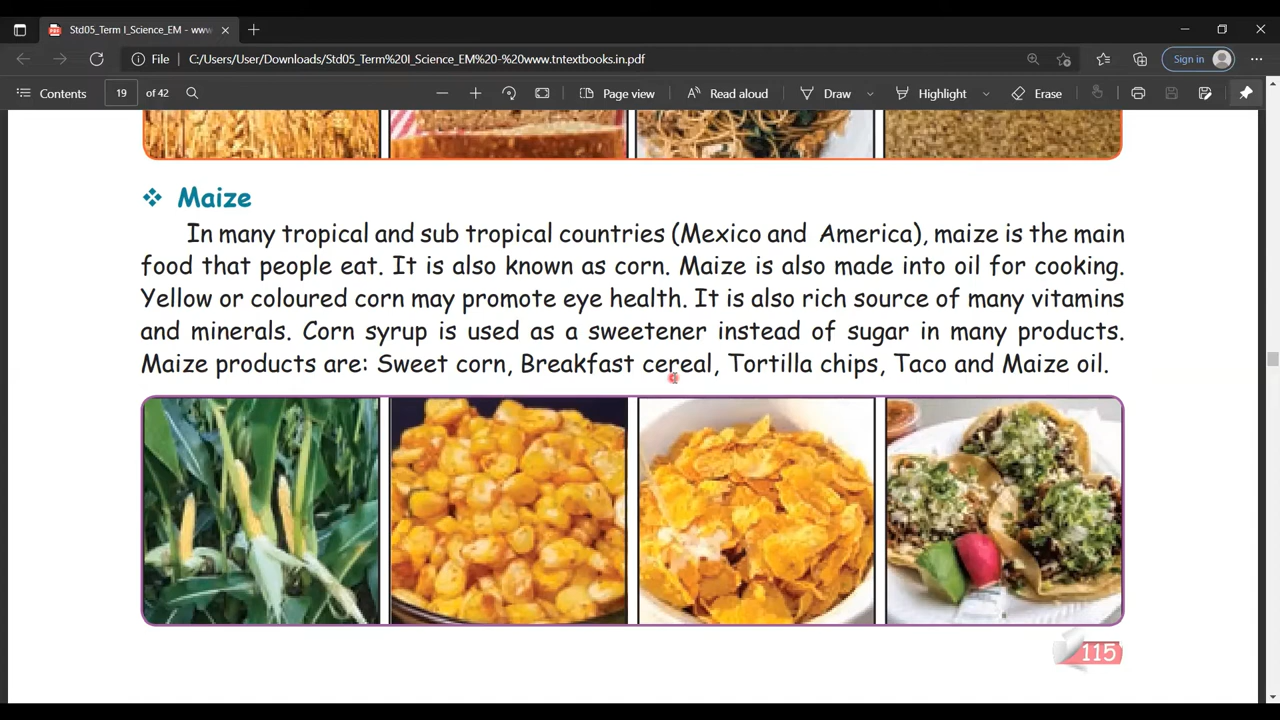 Std05_Term I_Science_EM - www
File
C:/Users/User/Downloads/Std05_Term%20I_Science_EM%20-%20www.tntextbooks.in.pdf
Sign in
Contents
19
of 42
Page view
Read aloud
Draw
Highlight
Erase
Maize
In many tropical and sub tropical countries (Mexico and America), maize is the main
food that people eat. It is also known as corn. Maize is also made into oil for cooking.
Yellow or coloured corn may promote eye health. It is also rich source of many vitamins
and minerals. Corn syrup is used as a sweetener instead of sugar in many products.
Maize products are: Sweet corn, Breakfast cereal, Tortilla chips, Taco and Maize oil.
115